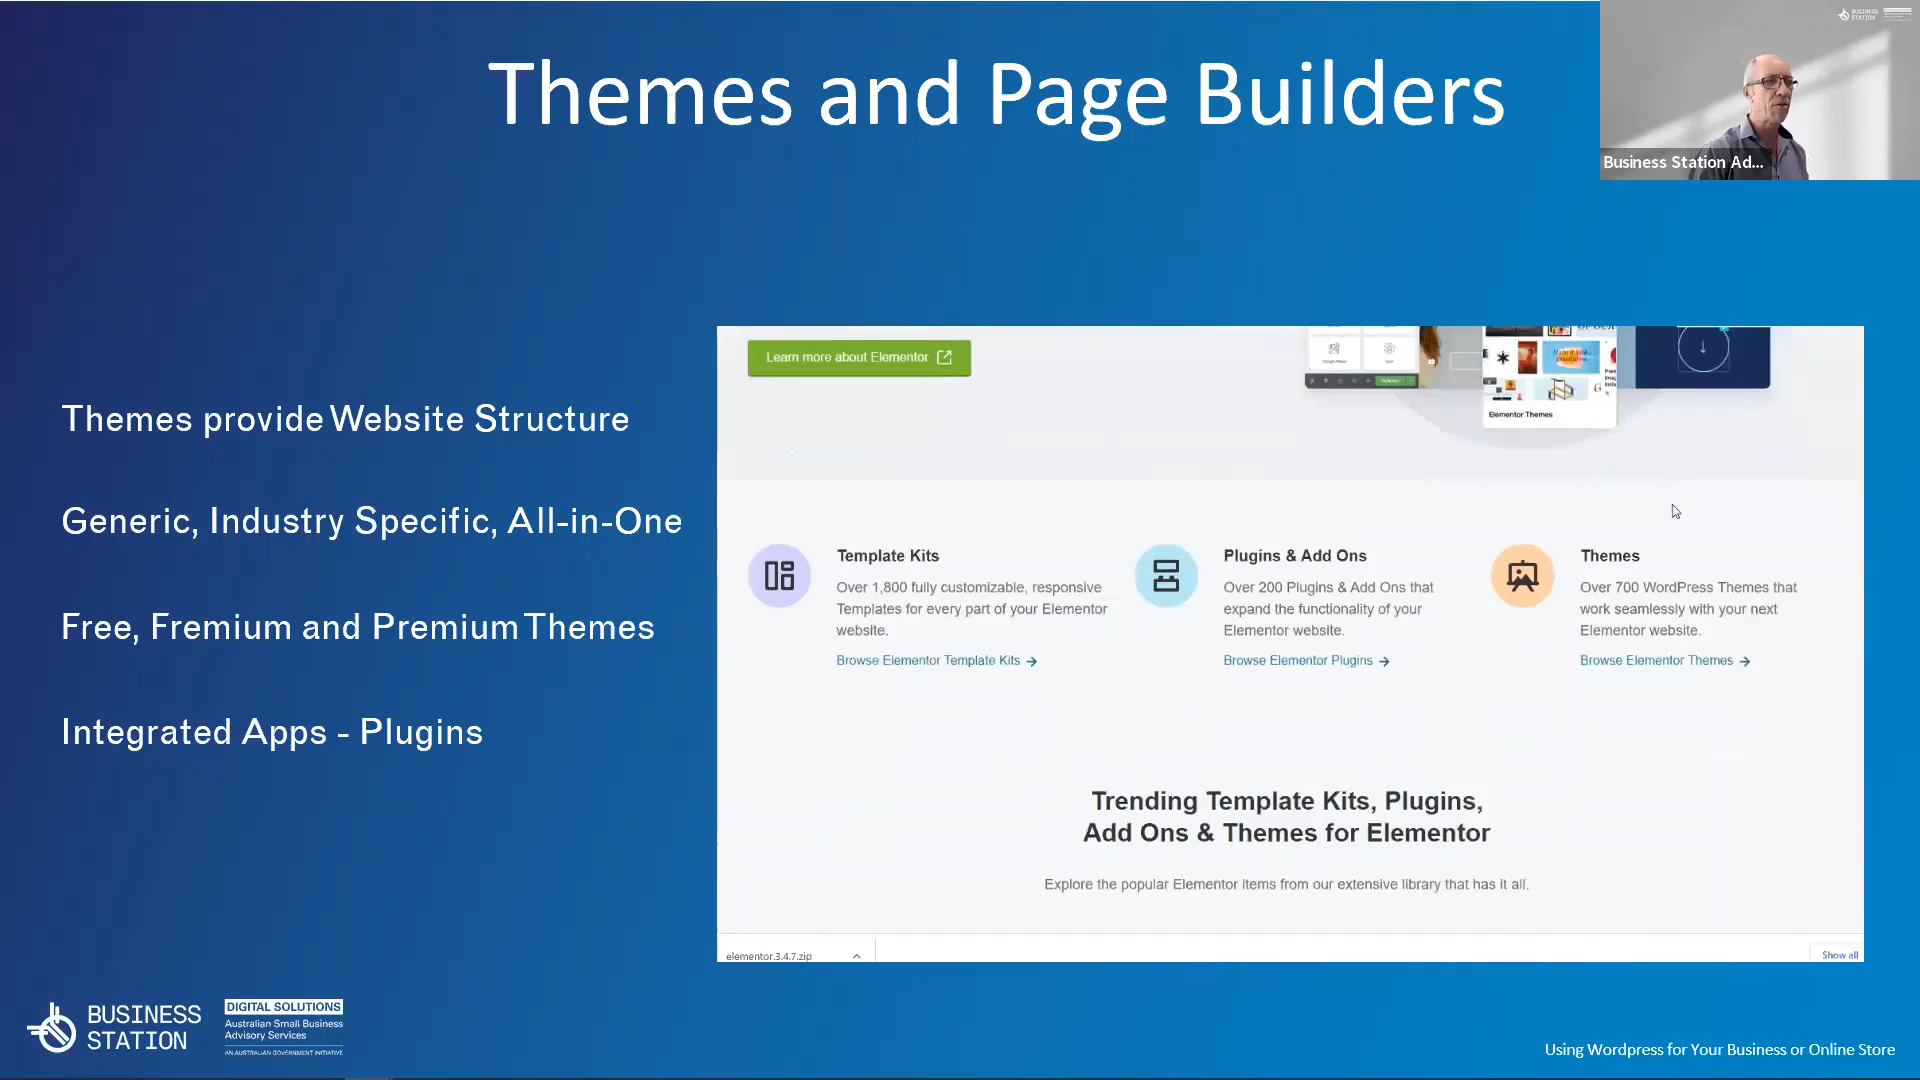 Themes and Page Builders
BUSINESS
STATION
Business Station Ad...
Themes provide Website Structure
Generic, Industry Specific, All-in-One
Free, Fremium and Premium Themes
Integrated Apps - Plugins
Learn more about Elementor
Elementor Themes
Template Kits
Over 1,800 fully customizable, responsive
Templates for every part of your Elementor
website.
Browse Elementor Template Kits
Plugins & Add Ons
Over 200 Plugins & Add Ons that
expand the functionality of your
Elementor website.
Browse Elementor Plugins
Themes
Over 700 WordPress Themes that
work seamlessly with your next
Elementor website.
Browse Elementor Themes
Trending Template Kits, Plugins,
Add Ons & Themes for Elementor
Explore the popular Elementor items from our extensive library that has it all.
elementor.3.4.7.zip
Show all
BUSINESS
STATION
DIGITAL SOLUTIONS
Australian Small Business
Advisory Services
AN AUSTRALIAN GOVERNMENT INITIATIVE
Using Wordpress for Your Business or Online Store